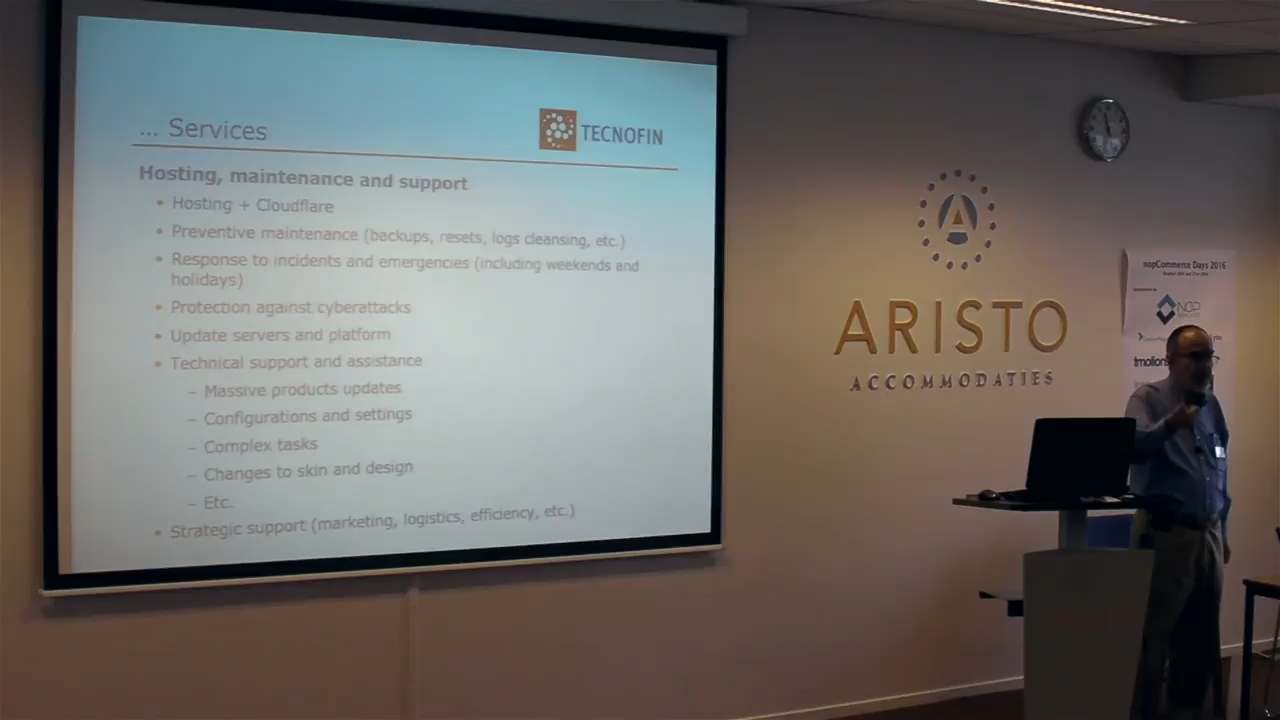 ... Services
TECNOFIN
Hosting, maintenance and support
• Hosting + Cloudflare
• Preventive maintenance (backups, resets, logs cleansing, etc.)
• Response to incidents and emergencies (including weekends and
holidays)
• Protection against cyberattacks
• Update servers and platform
• Technical support and assistance
– Massive products updates
– Configurations and settings
– Complex tasks
– Changes to skin and design
– Etc.
• Strategic support (marketing, logistics, efficiency, etc.)
A
ARISTO
ACCOMMODATIES
nopCommerce Days 2016
NOP